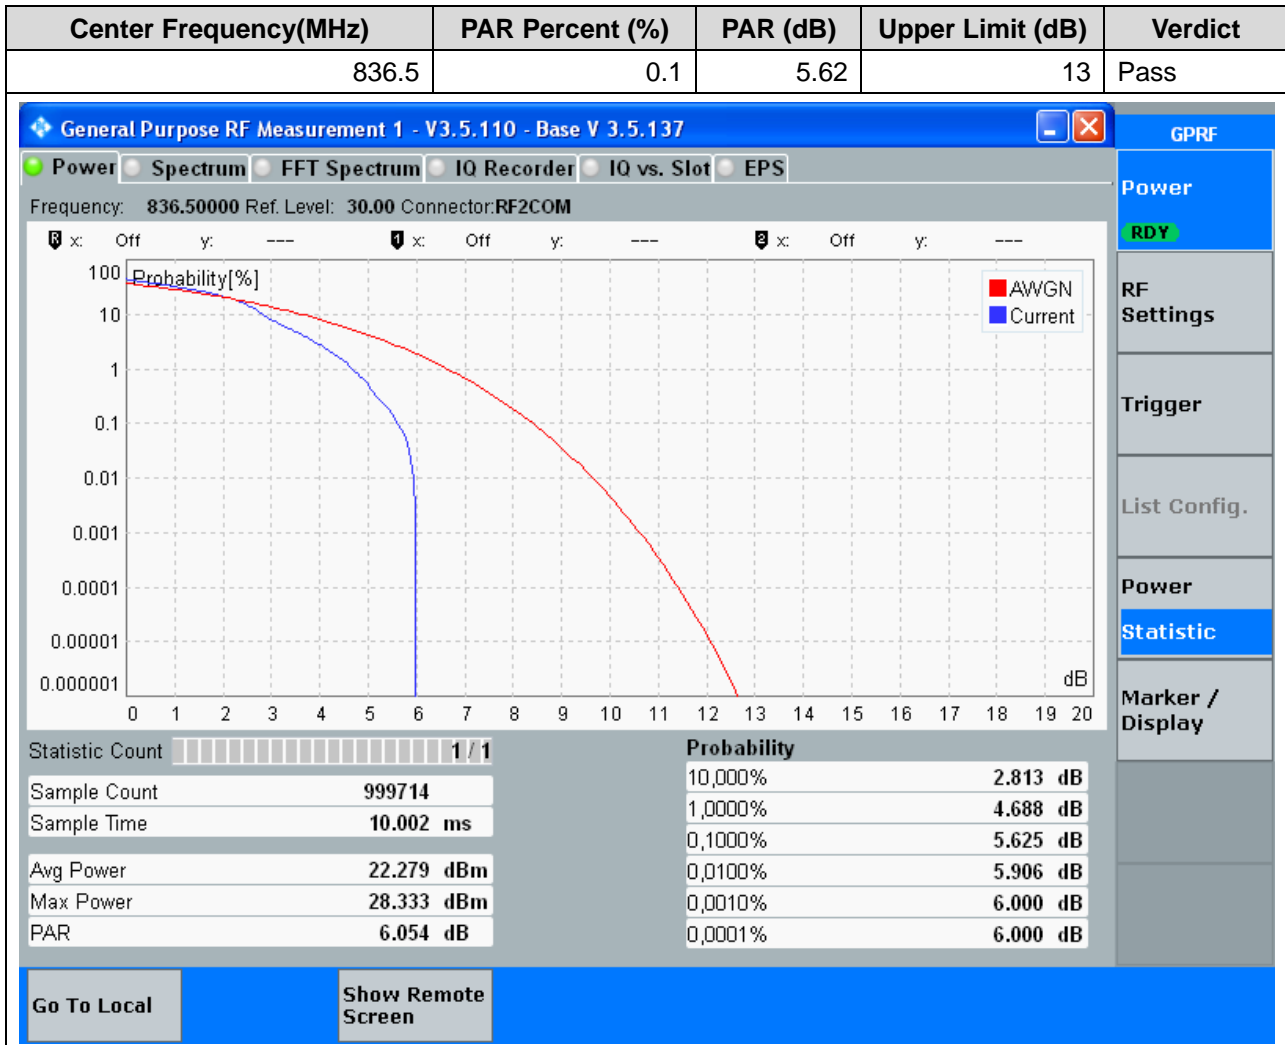 Center Frequency(MHz) PAR Percent (%) PAR (dB) Upper Limit (dB) Verdict
836.5 0.1 5.62 13 Pass
General Purpose RF Measurement 1 - V3.5.110 - Base V 3.5.137
GPRF
Power Spectrum FFT Spectrum IQ Recorder IQ vs. Slot EPS
Power
RDY
Frequency: 836.50000 Ref. Level: 30.00 Connector:RF2COM
R x: Off y: --- 1 x: Off y: --- 2 x: Off y: ---
100 Probability[%]
AWGN
Current
10
1
0.1
0.01
0.001
0.0001
0.00001
0.000001
dB
0 1 2 3 4 5 6 7 8 9 10 11 12 13 14 15 16 17 18 19 20
RF
Settings
Trigger
List Config.
Power
Statistic
Marker /
Display
Statistic Count 1 / 1
Sample Count 999714
Sample Time 10.002 ms
Avg Power 22.279 dBm
Max Power 28.333 dBm
PAR 6.054 dB
Probability
10,000% 2.813 dB
1,0000% 4.688 dB
0,1000% 5.625 dB
0,0100% 5.906 dB
0,0010% 6.000 dB
0,0001% 6.000 dB
Go To Local
Show Remote
Screen